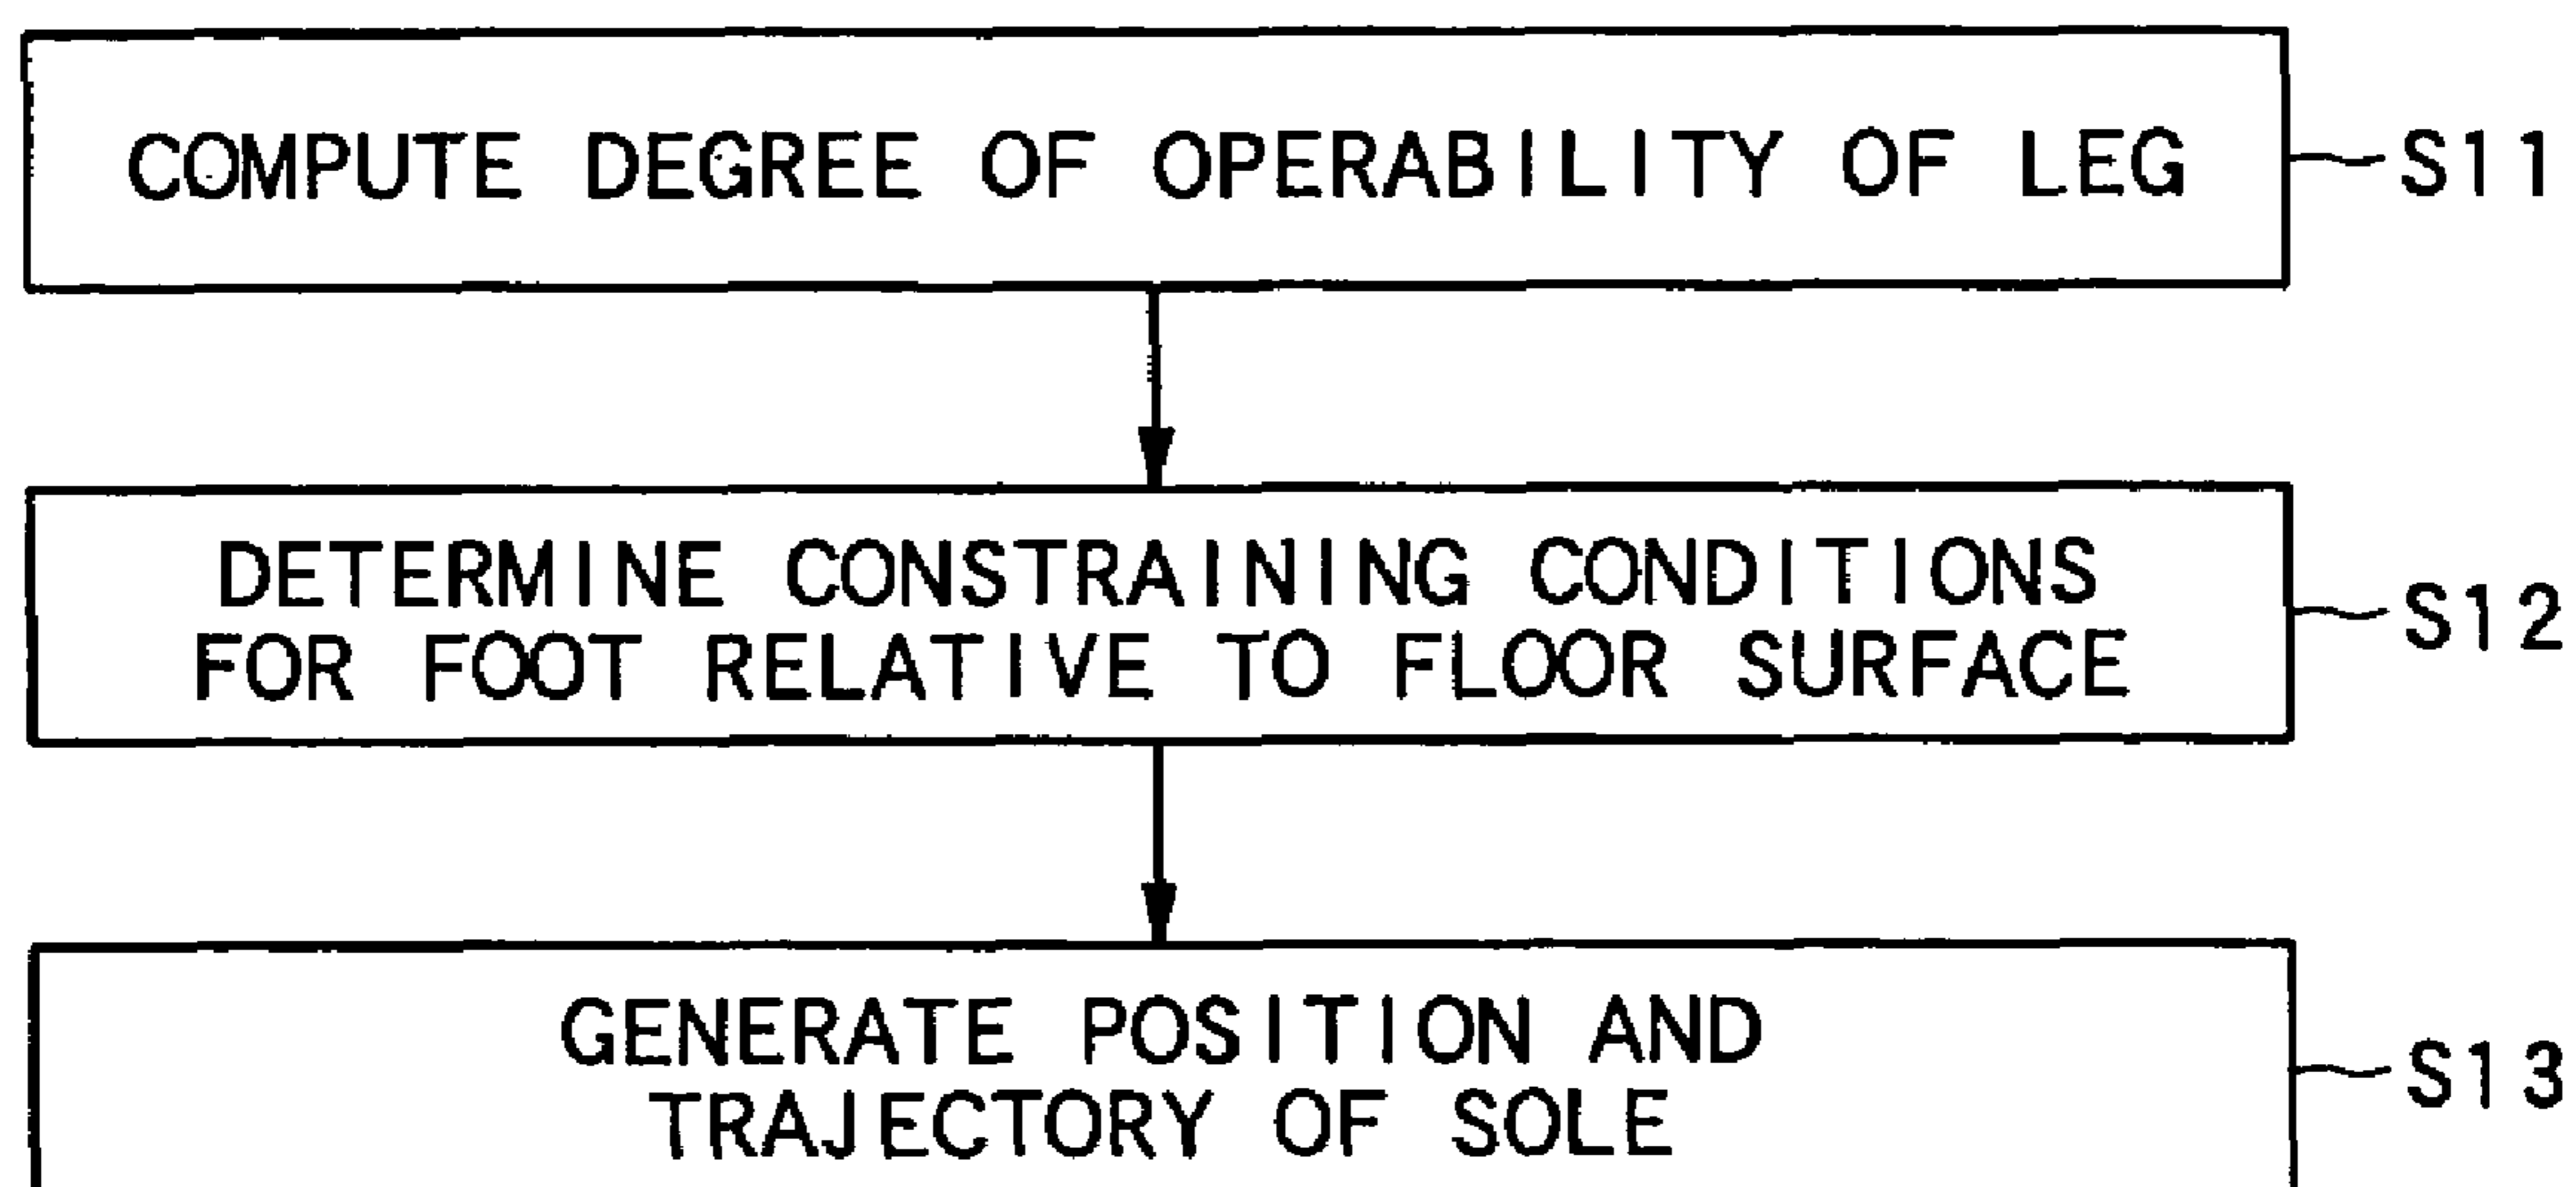 COMPUTE DEGREE OF OPERABILITY OF LEG
S11
DETERMINE CONSTRAINING CONDITIONS
FOR FOOT RELATIVE TO FLOOR SURFACE
S12
GENERATE POSITION AND
TRAJECTORY OF SOLE
S13